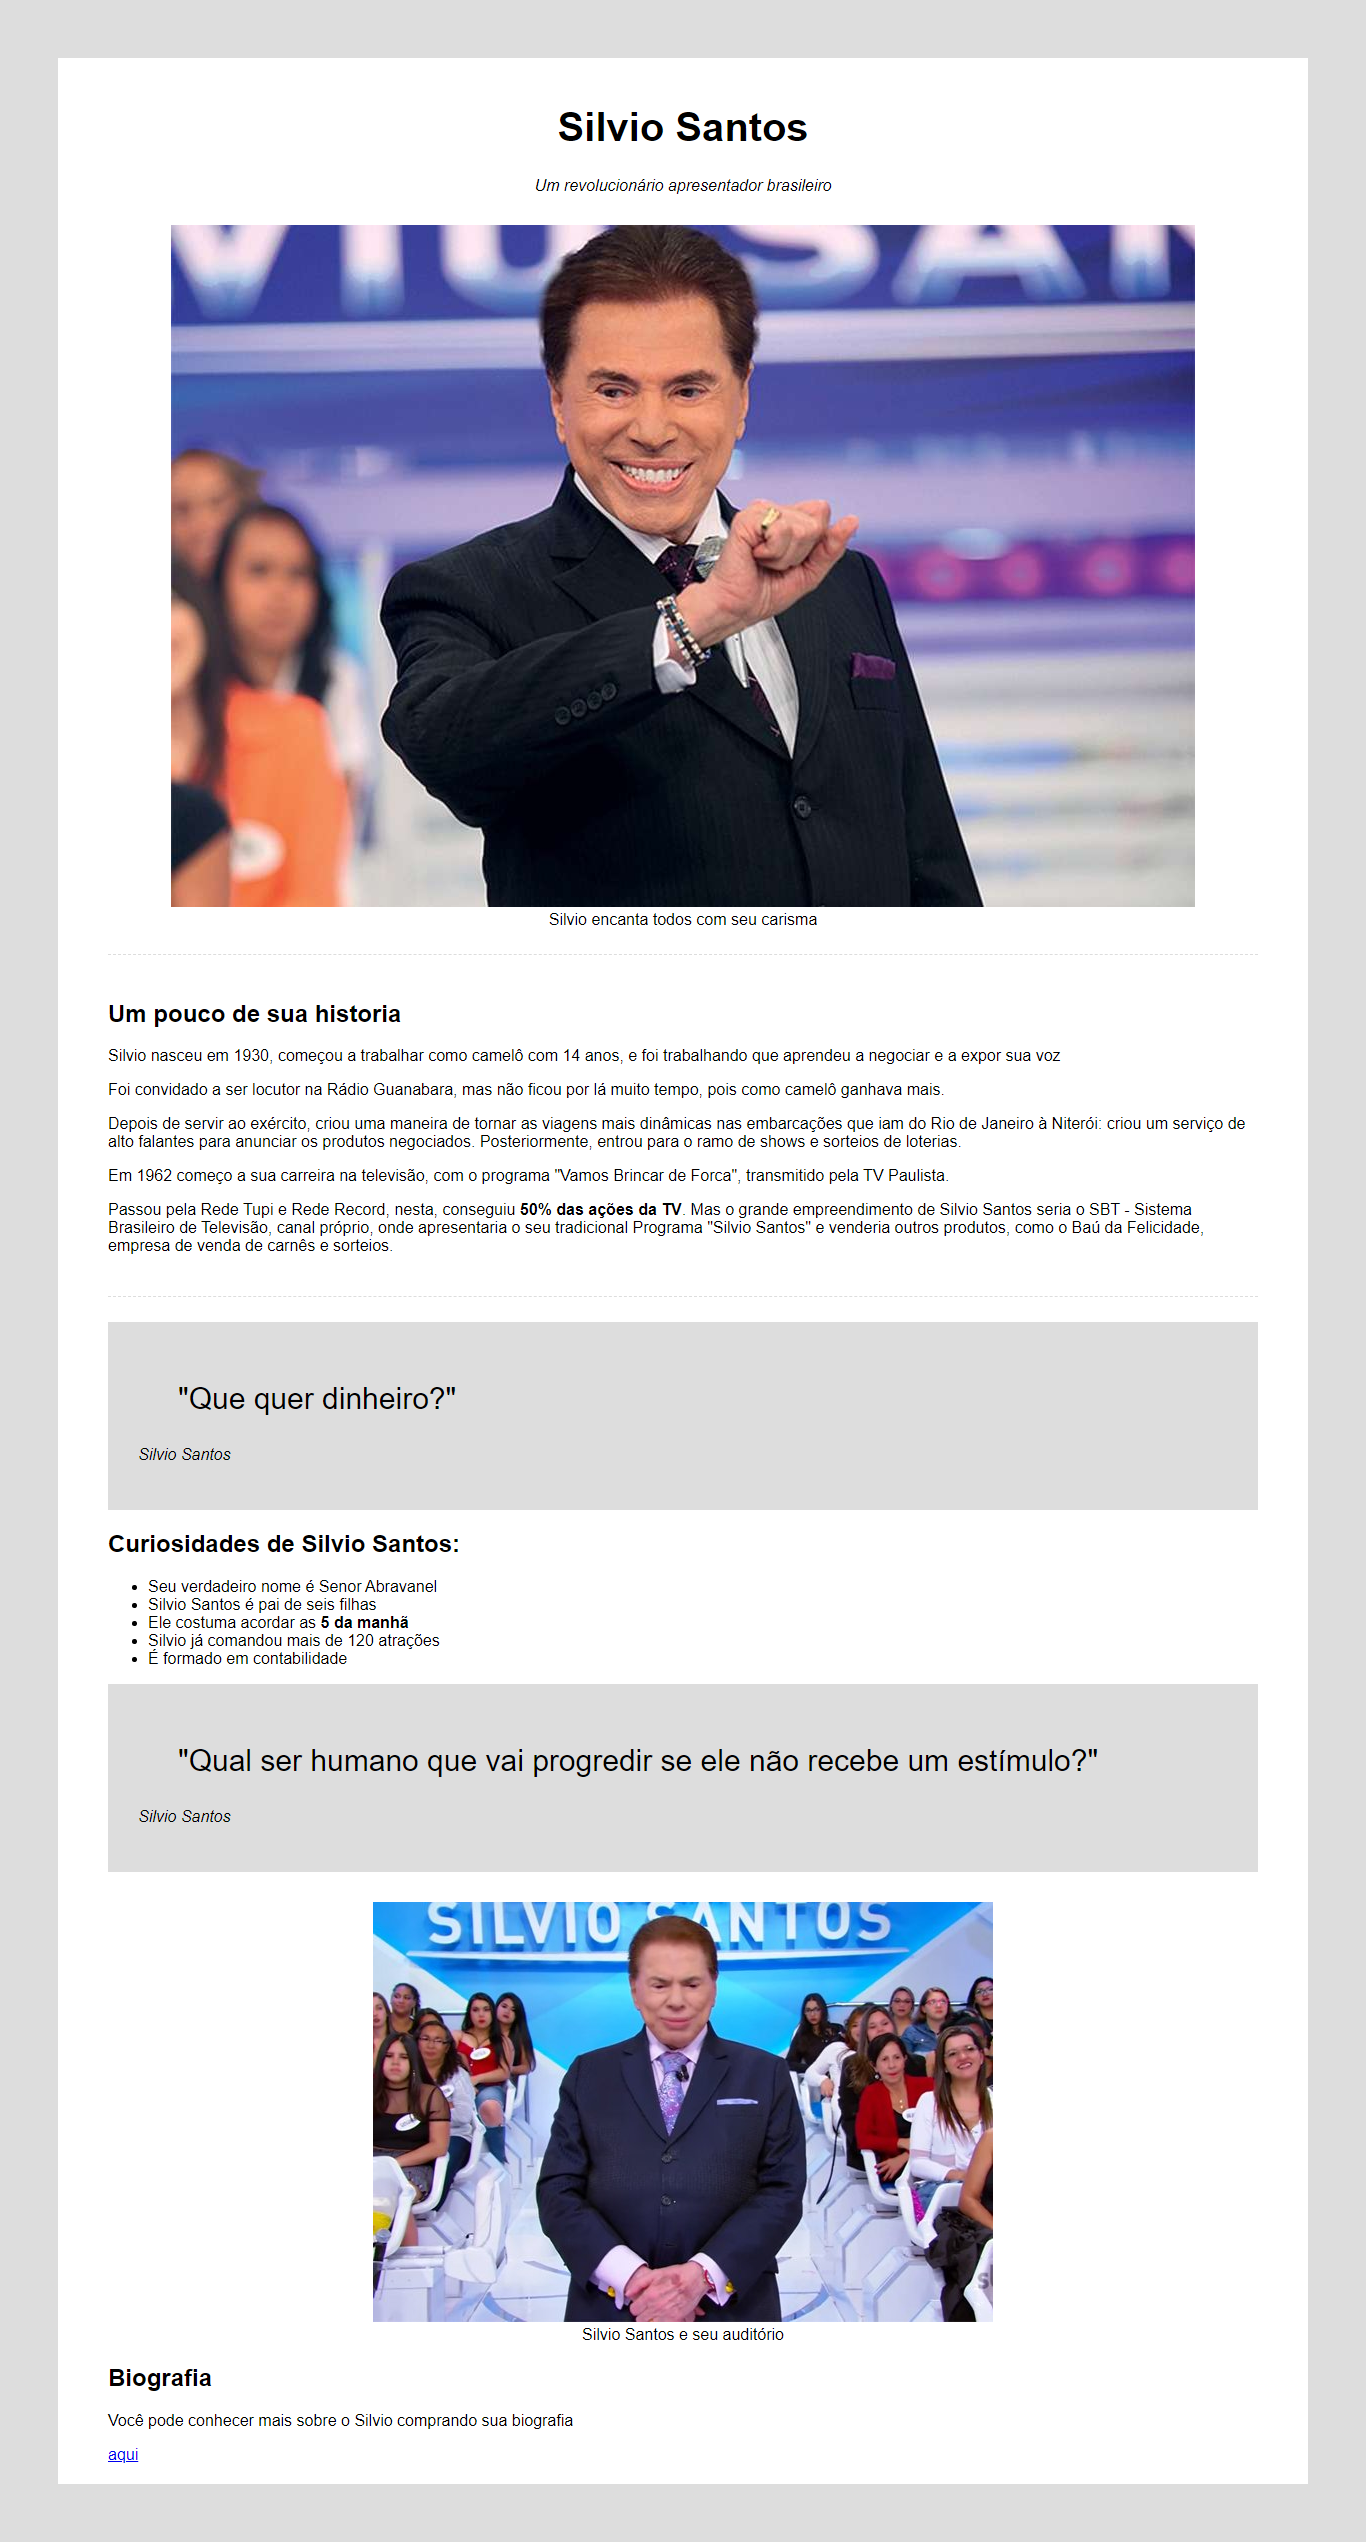 Silvio Santos
Um revolucionário apresentador brasileiro
Silvio encanta todos com seu carisma
Um pouco de sua historia
Silvio nasceu em 1930, começou a trabalhar como camelô com 14 anos, e foi trabalhando que aprendeu a negociar e a expor sua voz
Foi convidado a ser locutor na Rádio Guanabara, mas não ficou por lá muito tempo, pois como camelô ganhava mais.
Depois de servir ao exército, criou uma maneira de tornar as viagens mais dinâmicas nas embarcações que iam do Rio de Janeiro à Niterói: criou um serviço de
alto falantes para anunciar os produtos negociados. Posteriormente, entrou para o ramo de shows e sorteios de loterias.
Em 1962 começo a sua carreira na televisão, com o programa "Vamos Brincar de Forca", transmitido pela TV Paulista.
Passou pela Rede Tupi e Rede Record, nesta, conseguiu 50% das ações da TV. Mas o grande empreendimento de Silvio Santos seria o SBT - Sistema
Brasileiro de Televisão, canal próprio, onde apresentaria o seu tradicional Programa "Silvio Santos" e venderia outros produtos, como o Baú da Felicidade,
empresa de venda de carnês e sorteios.
"Que quer dinheiro?"
Silvio Santos
Curiosidades de Silvio Santos:
Seu verdadeiro nome é Senor Abravanel
Silvio Santos é pai de seis filhas
Ele costuma acordar as 5 da manhã
Silvio já comandou mais de 120 atrações
É formado em contabilidade
"Qual ser humano que vai progredir se ele não recebe um estímulo?"
Silvio Santos
SILVIO SANTOS
Silvio Santos e seu auditório
Biografia
Você pode conhecer mais sobre o Silvio comprando sua biografia
aqui